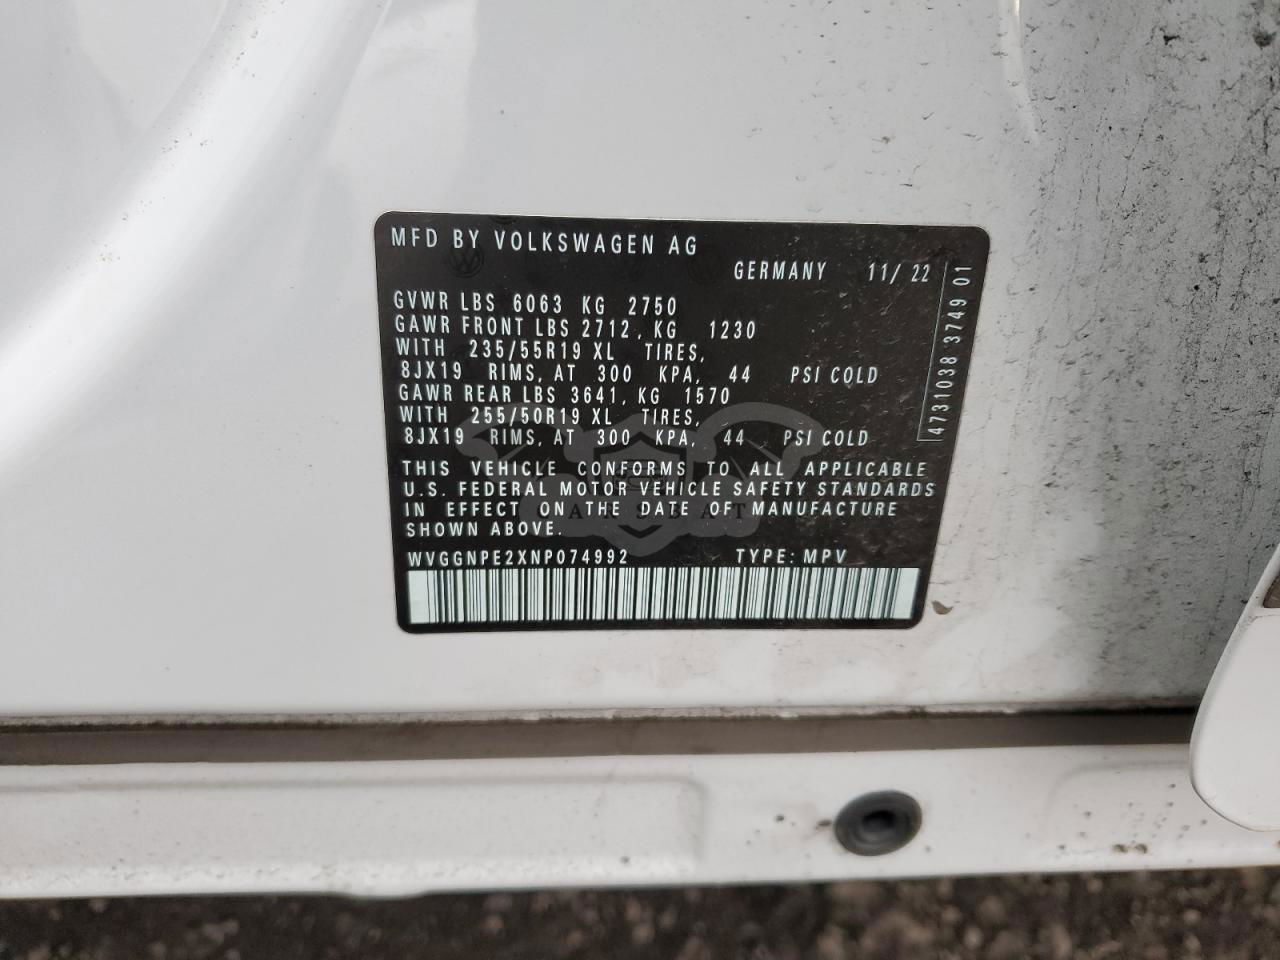 MFD BY VOLKSWAGEN AG
GERMANY 11/ 22
GVWR LBS 6063 KG 2750
GAWR FRONT LBS 2712, KG 1230
WITH 235/55R19 XL TIRES,
8JX19 RIMS, AT 300 KPA, 44 PSI COLD
GAWR REAR LBS 3641, KG 1570
WITH 255/50R19 XL TIRES,
8JX19 RIMS, AT 300 KPA, 44 PSI COLD
4731038 3749 01
THIS VEHICLE CONFORMS TO ALL APPLICABLE
U.S. FEDERAL MOTOR VEHICLE SAFETY STANDARDS
IN EFFECT ON THE DATE OF MANUFACTURE
SHOWN ABOVE.
WVGGNPE2XNP074992 TYPE: MPV